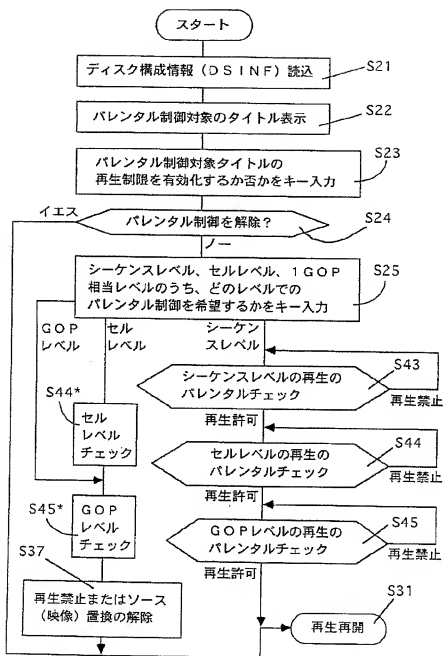 スタート
ディスク構成情報(DSINF)読込
S21
パレンタル制御対象のタイトル表示
S22
パレンタル制御対象タイトルの
再生制限を有効化するか否かをキー入力
S23
イエス
パレンタル制御を解除?
S24
ノー
シーケンスレベル、セルレベル、1GOP
相当レベルのうち、どのレベルでの
パレンタル制御を希望するかをキー入力
S25
GOP
レベル
セル
レベル
シーケン
スレベル
シーケンスレベルの再生の
パレンタルチェック
S43
再生禁止
再生許可
S44*
セル
レベル
チェック
セルレベルの再生の
パレンタルチェック
S44
再生禁止
再生許可
S45*
GOP
レベル
チェック
GOPレベルの再生の
パレンタルチェック
S45
再生禁止
再生許可
S37
再生禁止またはソース
(映像)置換の解除
S31
再生再開